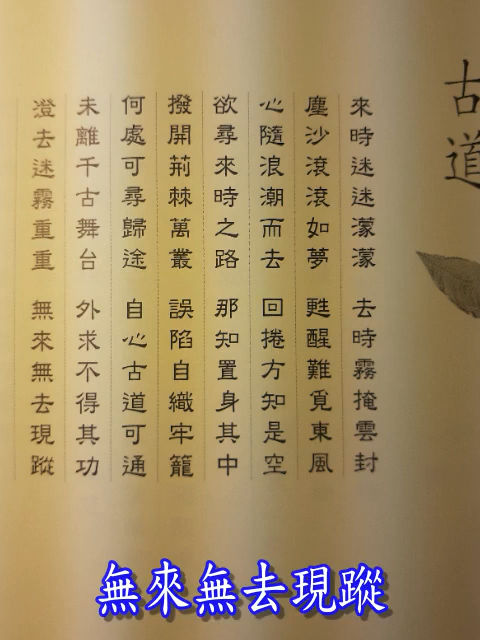 古道
來時迷迷濛濛 去時霧掩雲封
塵沙滾滾如夢 甦醒難覓東風
心隨浪潮而去 回捲方知是空
欲尋來時之路 那知置身其中
撥開荊棘萬叢 誤陷自織牢籠
何處可尋歸途 自心古道可通
未離千古舞台 外求不得其功
澄去迷霧重重 無來無去現蹤
無來無去現蹤